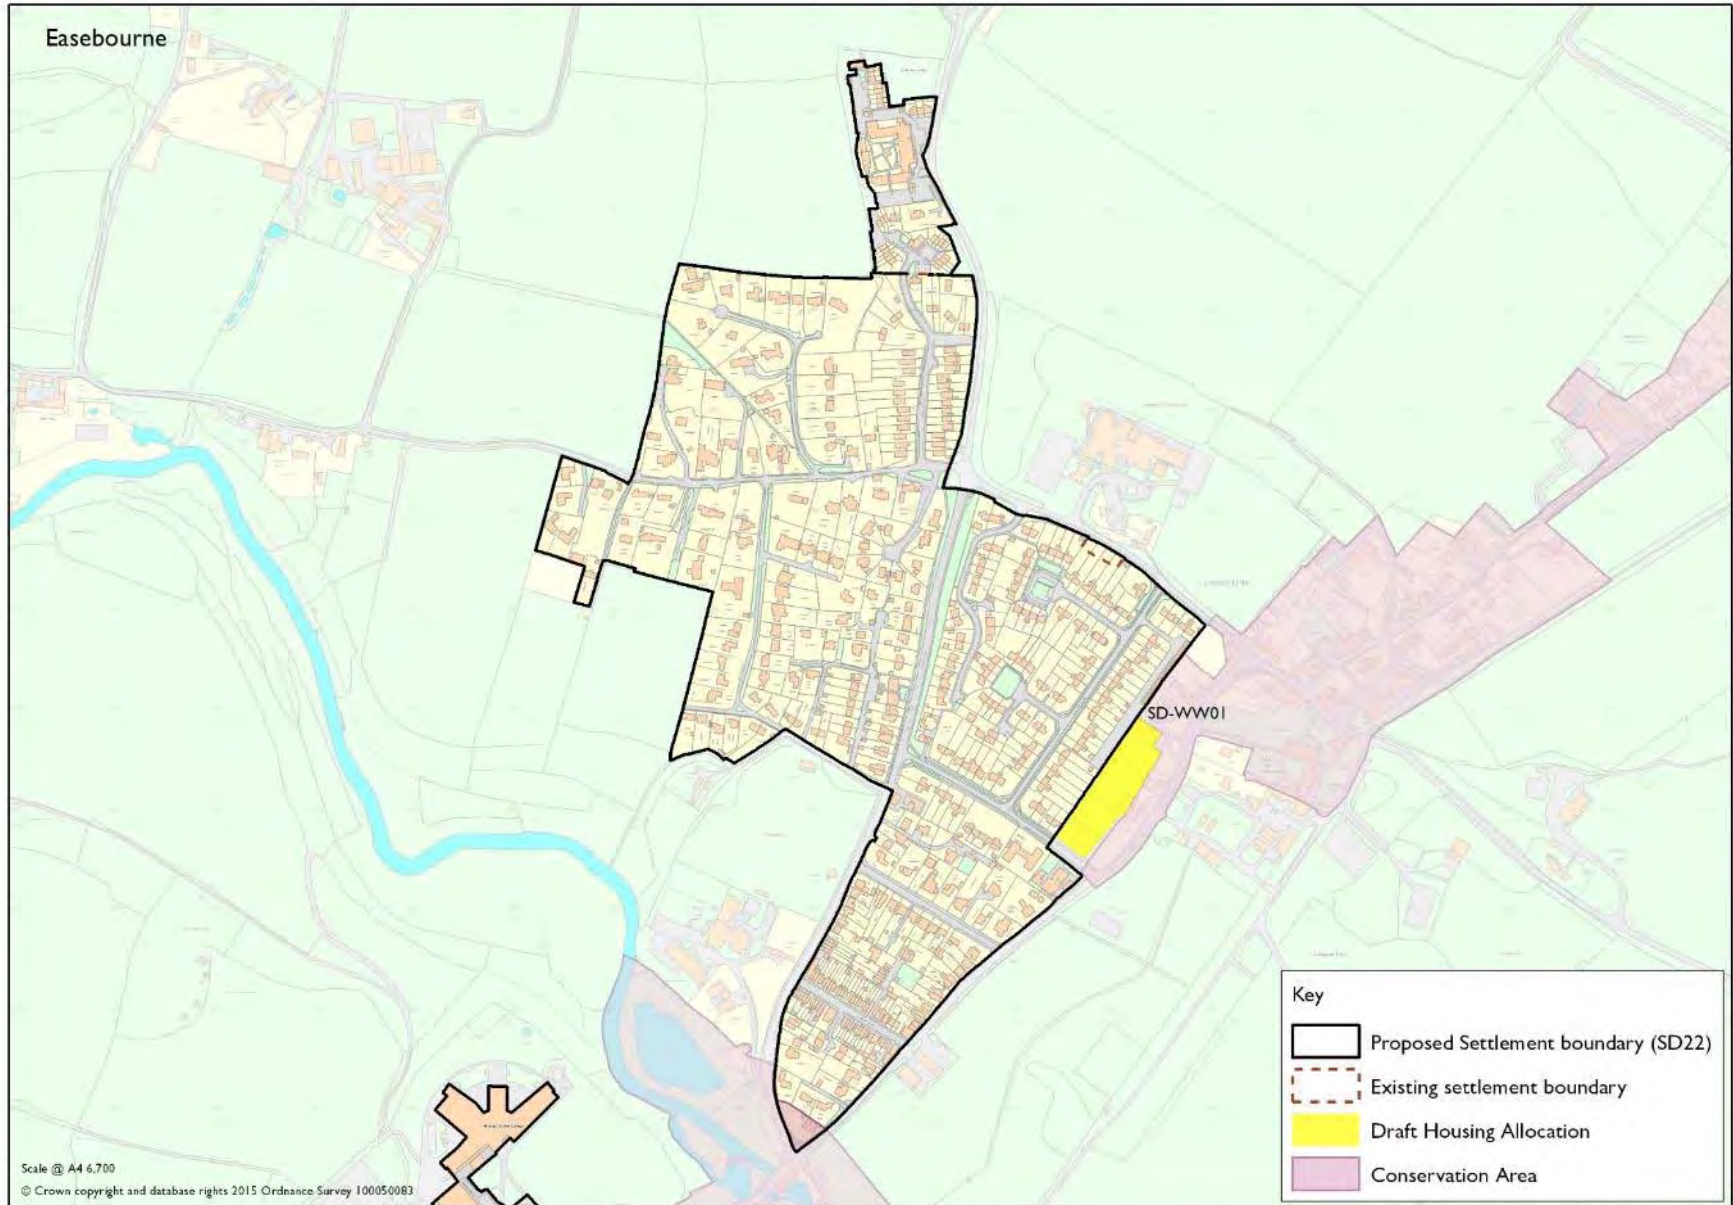 Easebourne
SD-WW01
Key
Proposed Settlement boundary (SD22)
Existing settlement boundary
Draft Housing Allocation
Conservation Area
Scale @ A4 6,700
© Crown copyright and database rights 2015 Ordnance Survey 100050083